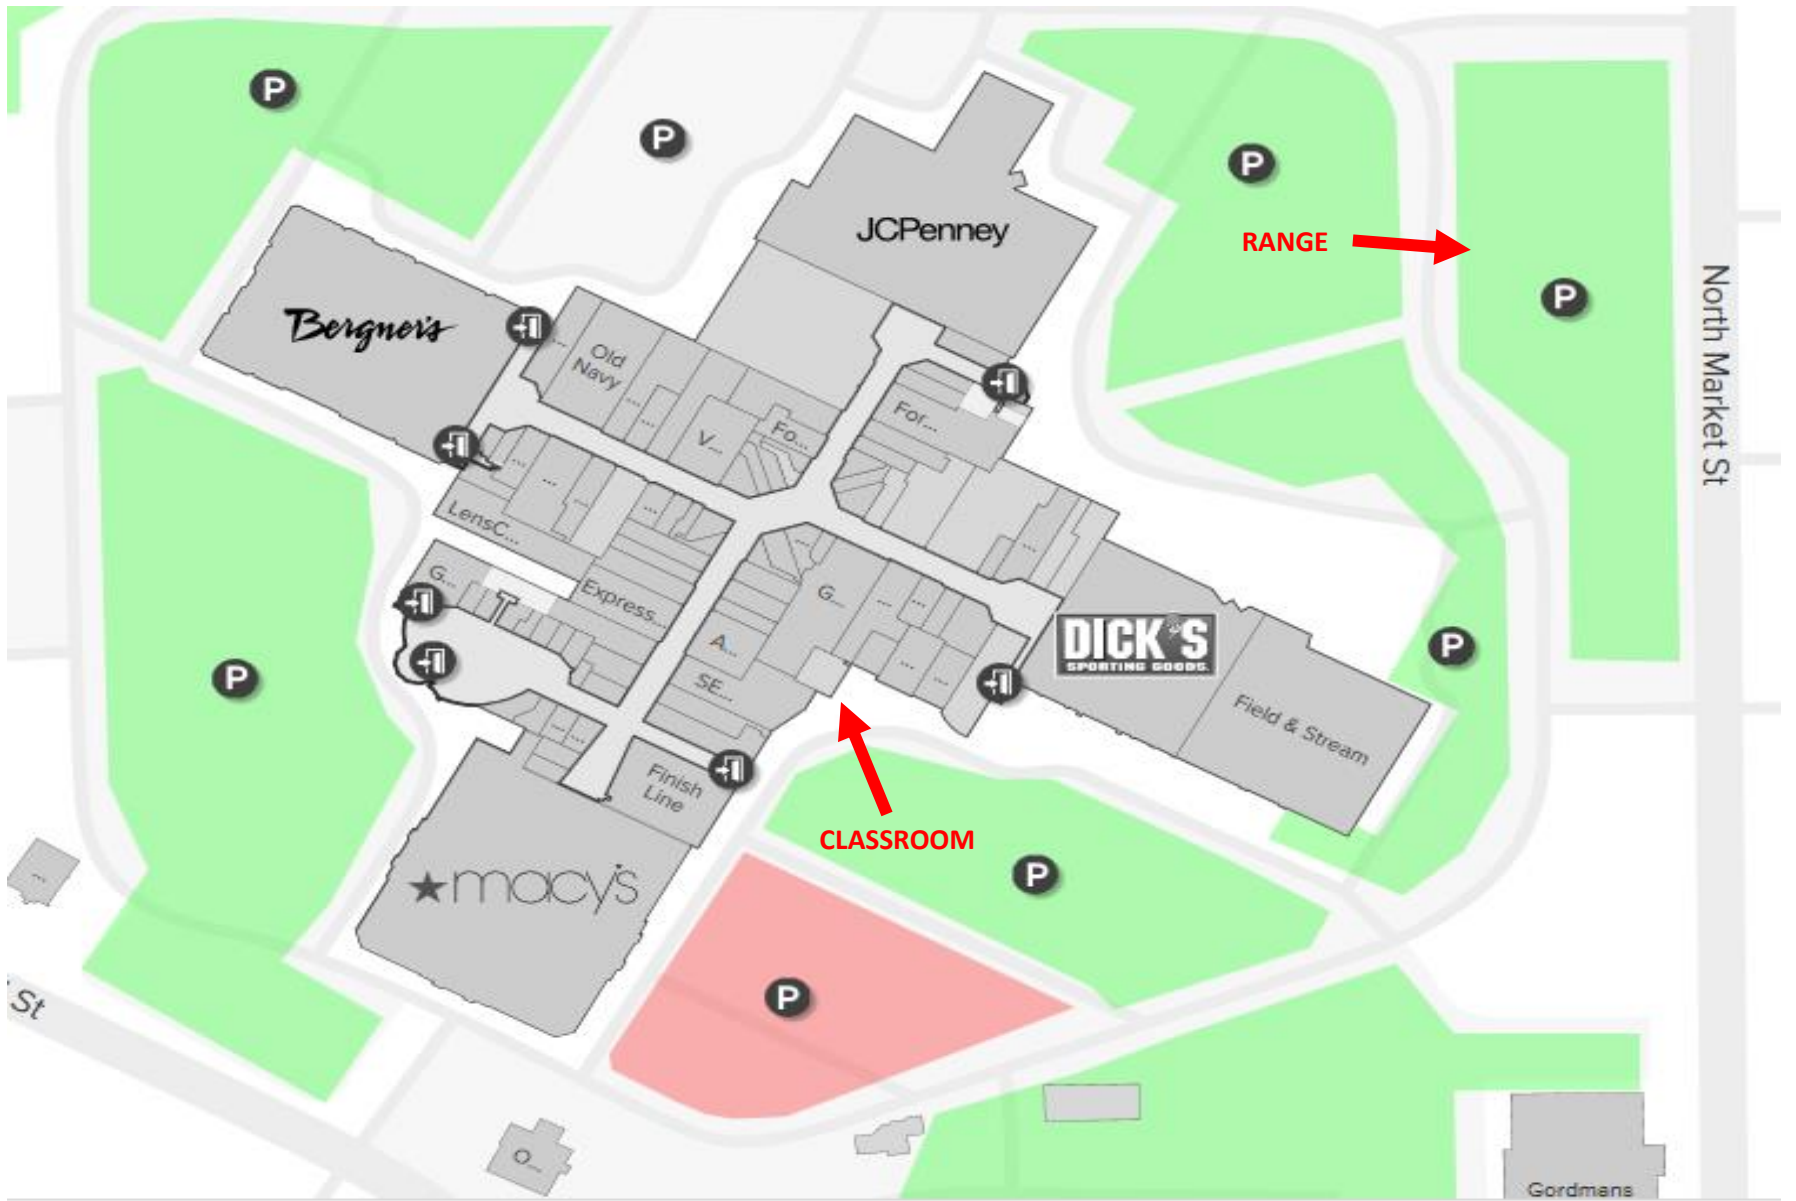 P
P
P
JCPenney
RANGE
P
North Market St
Bergner's
Old
Navy
...
...
...
V...
Fo...
For...
...
...
...
...
LensC...
...
G...
Express...
...
G...
...
...
A...
...
...
SE...
DICK'S
SPORTING GOODS
P
P
Field & Stream
...
Finish
Line
CLASSROOM
macy's
P
...
P
St
O...
Gordmans